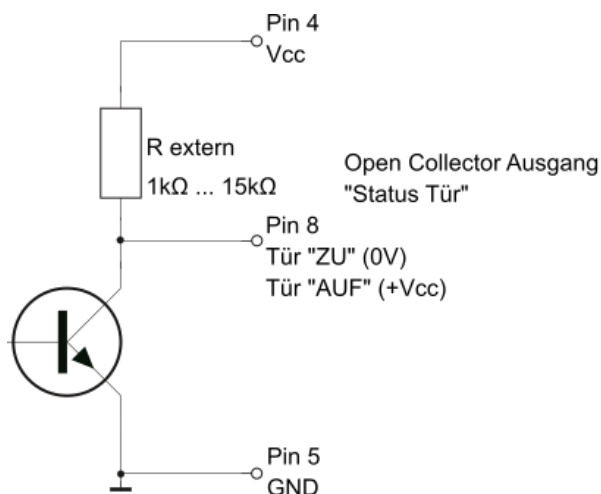 Pin 4
Vcc
R extern
1kΩ ... 15kΩ
Open Collector Ausgang
"Status Tür"
Pin 8
Tür "ZU" (0V)
Tür "AUF" (+Vcc)
Pin 5
GND